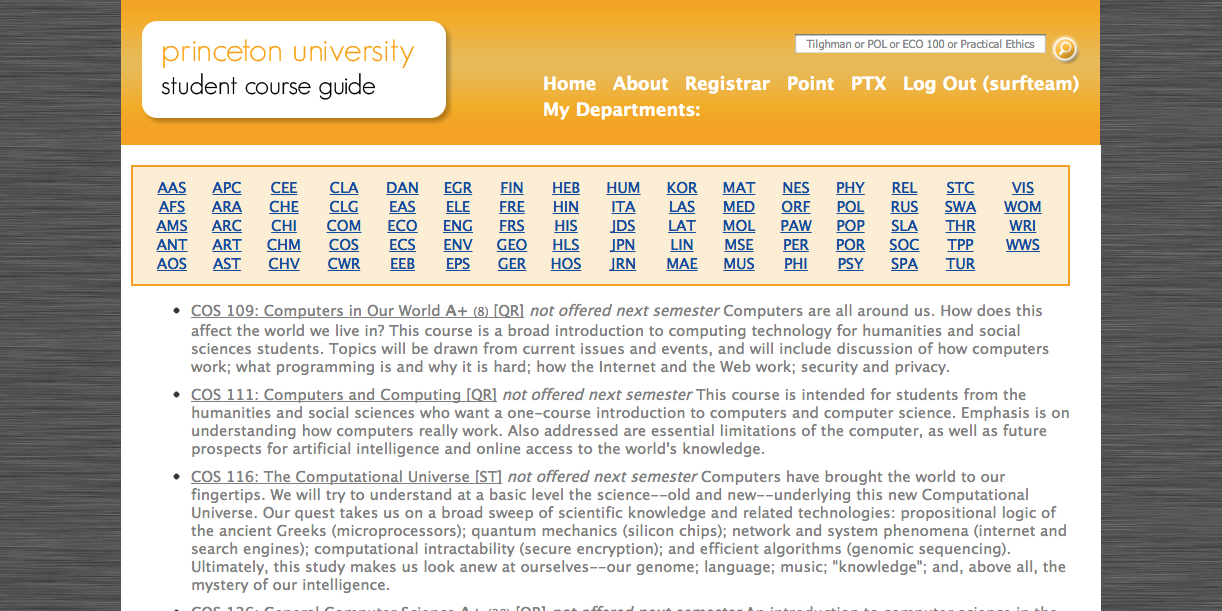 princeton university
student course guide
Tilghman or POL or ECO 100 or Practical Ethics
Home About Registrar Point PTX Log Out (surfteam)
My Departments:
AAS APC CEE CLA DAN EGR FIN HEB HUM KOR MAT NES PHY REL STC VIS
AFS ARA CHE CLG EAS ELE FRE HIN ITA LAS MED ORF POL RUS SWA WOM
AMS ARC CHI COM ECO ENG FRS HIS JDS LAT MOL PAW POP SLA THR WRI
ANT ART CHM COS ECS ENV GEO HLS JPN LIN MSE PER POR SOC TPP WWS
AOS AST CHV CWR EEB EPS GER HOS JRN MAE MUS PHI PSY SPA TUR
• COS 109: Computers in Our World A+ (8) [QR] not offered next semester Computers are all around us. How does this
affect the world we live in? This course is a broad introduction to computing technology for humanities and social
sciences students. Topics will be drawn from current issues and events, and will include discussion of how computers
work; what programming is and why it is hard; how the Internet and the Web work; security and privacy.
• COS 111: Computers and Computing [QR] not offered next semester This course is intended for students from the
humanities and social sciences who want a one-course introduction to computers and computer science. Emphasis is on
understanding how computers really work. Also addressed are essential limitations of the computer, as well as future
prospects for artificial intelligence and online access to the world's knowledge.
• COS 116: The Computational Universe [ST] not offered next semester Computers have brought the world to our
fingertips. We will try to understand at a basic level the science--old and new--underlying this new Computational
Universe. Our quest takes us on a broad sweep of scientific knowledge and related technologies: propositional logic of
the ancient Greeks (microprocessors); quantum mechanics (silicon chips); network and system phenomena (internet and
search engines); computational intractability (secure encryption); and efficient algorithms (genomic sequencing).
Ultimately, this study makes us look anew at ourselves--our genome; language; music; "knowledge"; and, above all, the
mystery of our intelligence.